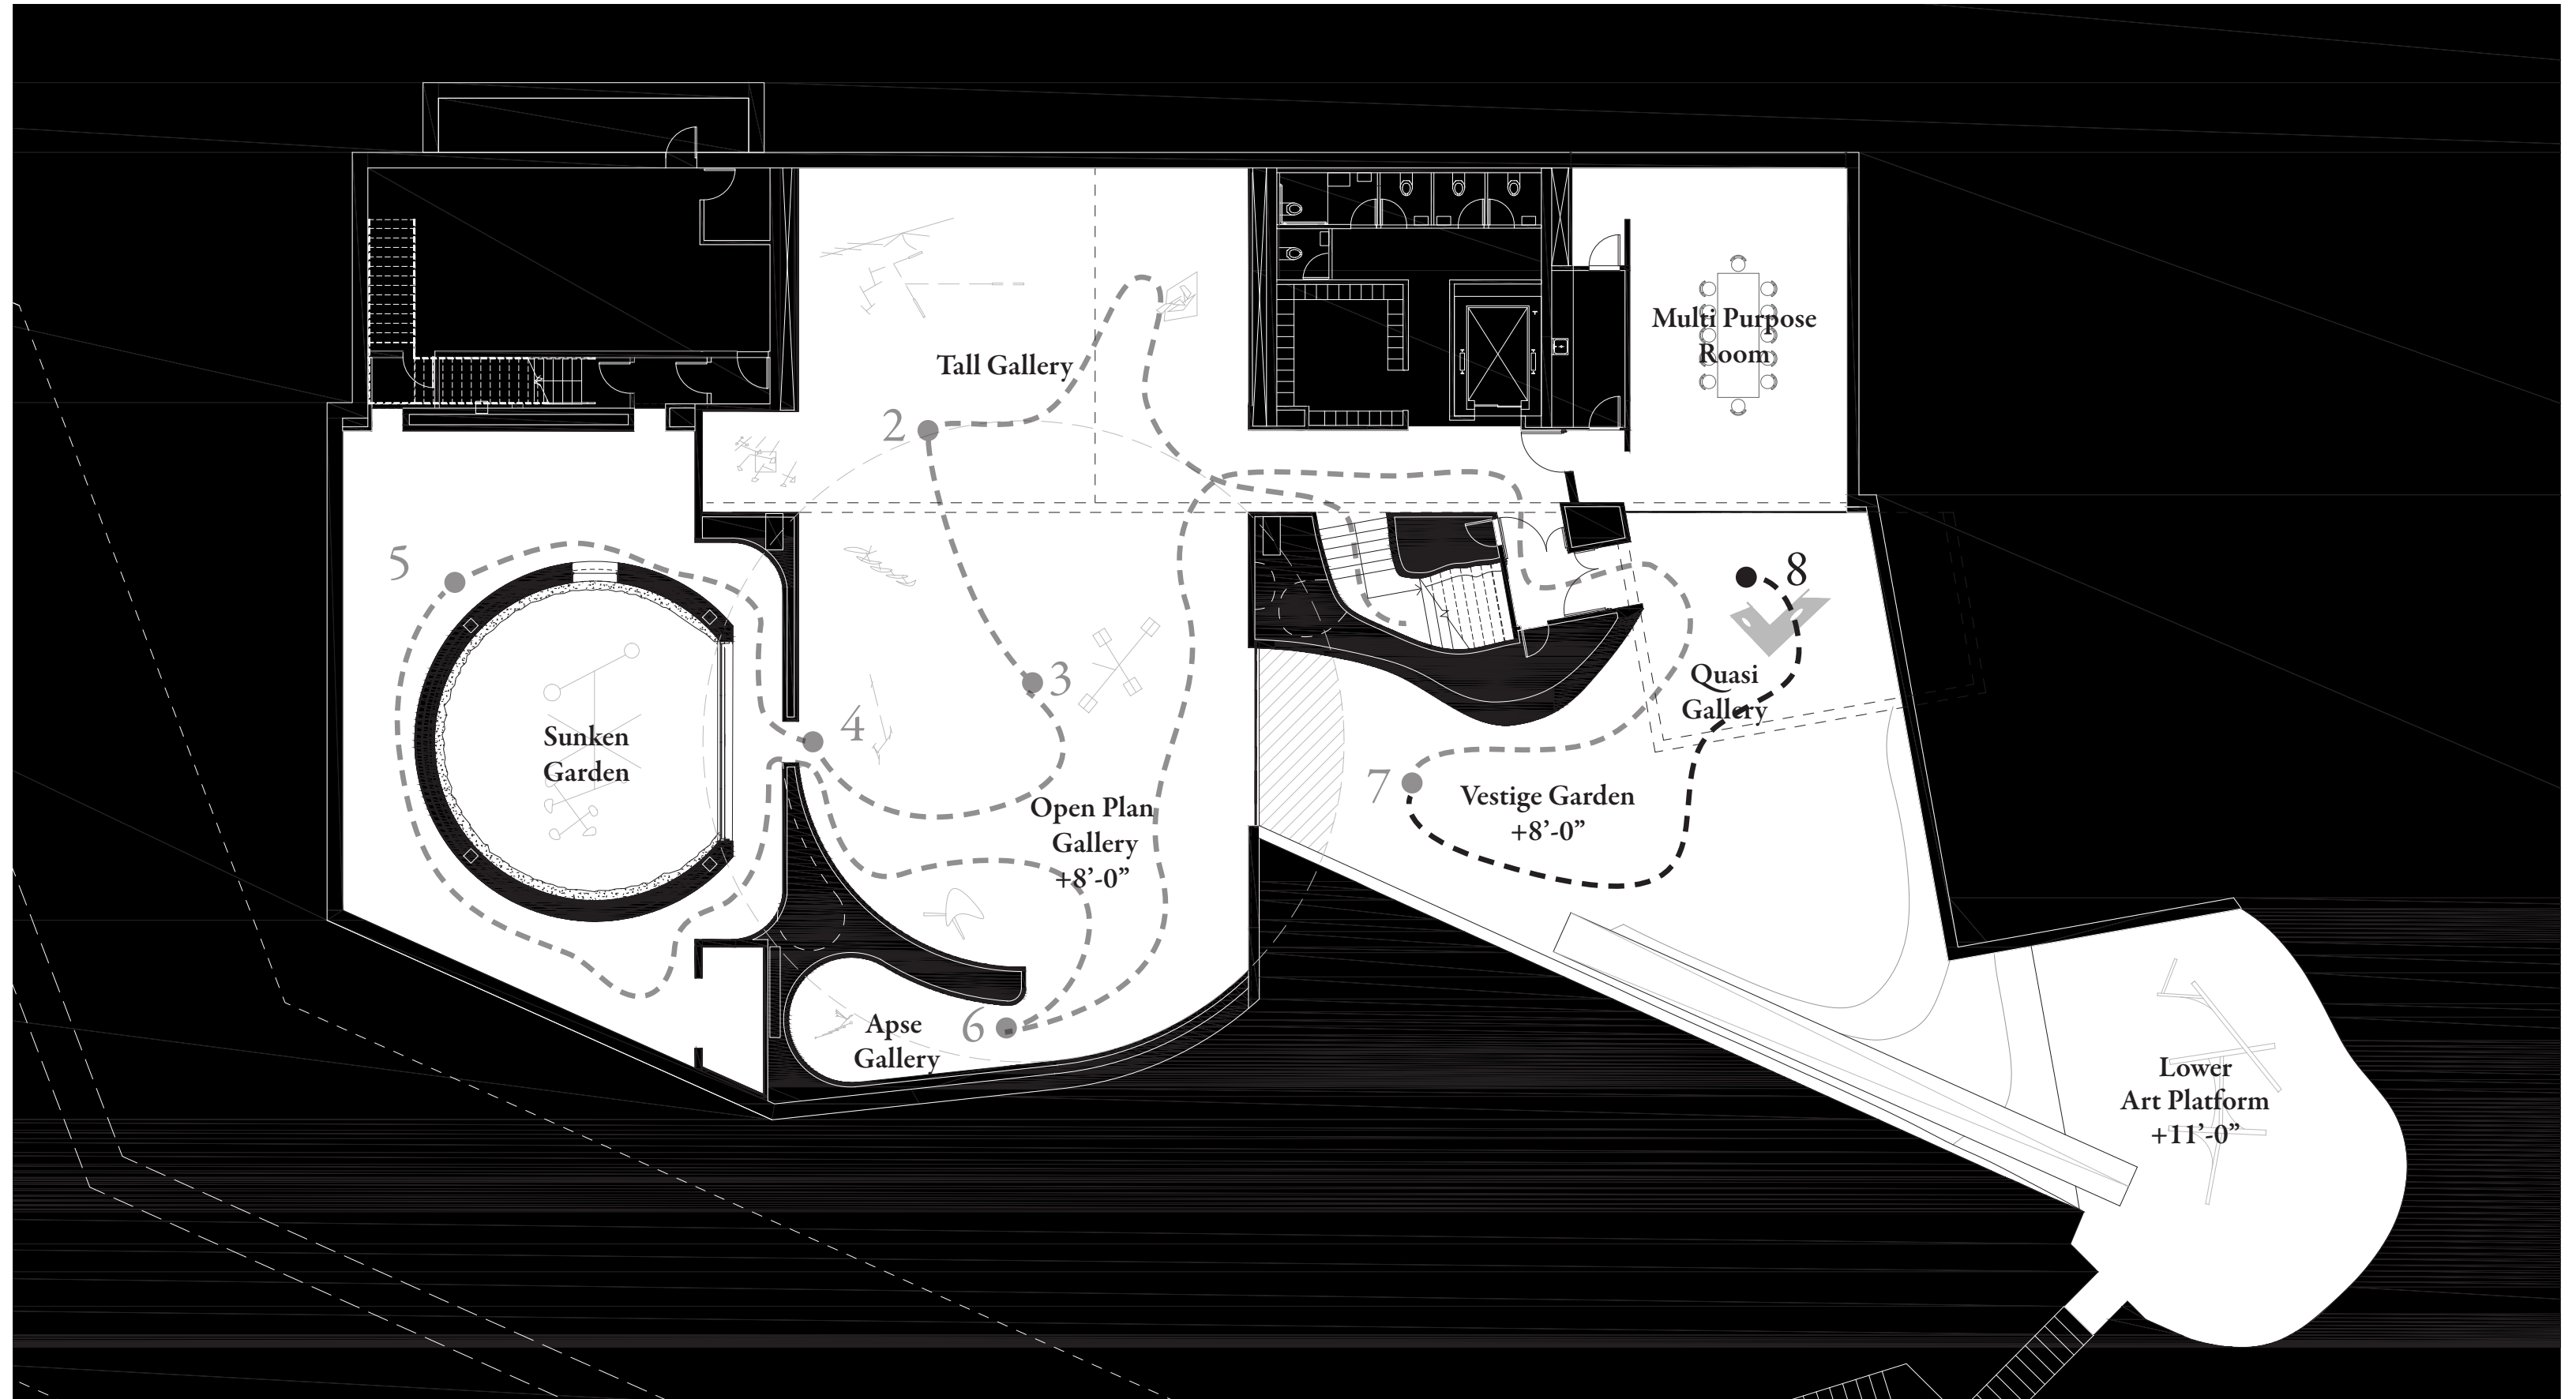 Multi Purpose
Room
Tall Gallery
2
5
8
3
Quasi
Gallery
4
Sunken
Garden
7
Vestige Garden
+8’-0”
Open Plan
Gallery
+8’-0”
6
Apse
Gallery
Lower
Art Platform
+11’-0”